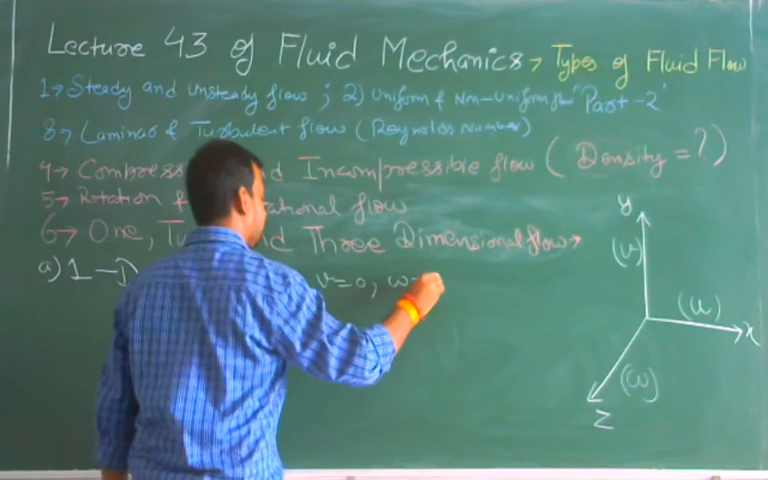 Lecture 43 of Fluid Mechanics → Types of Fluid Flow
1→ Steady and unsteady flow ; 2) Uniform & Non-Uniform flow "Part-2"
3→ Laminar & Turbulent flow (Reynolds Number)
4→ Compress d Incompressible flow ( Density = ?)
5→ Rotation & ational flow
6→ One, Tw nd Three Dimensional flow→
a) 1-D v=0, w=
y
(v)
(u)
x
(w)
z